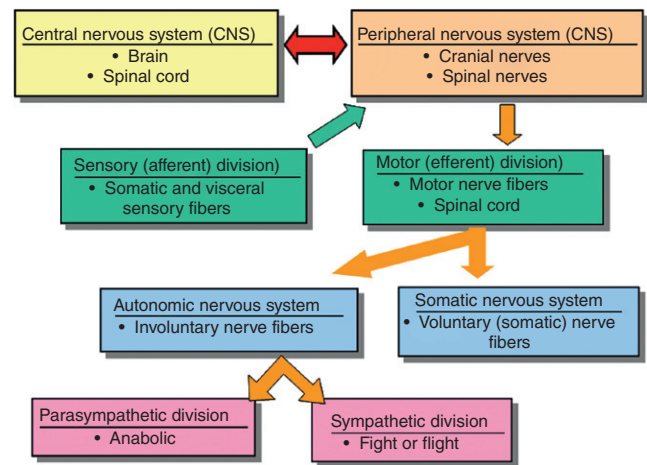 Central nervous system (CNS)
• Brain
• Spinal cord
Peripheral nervous system (CNS)
• Cranial nerves
• Spinal nerves
Sensory (afferent) division)
• Somatic and visceral
sensory fibers
Motor (efferent) division)
• Motor nerve fibers
• Spinal cord
Autonomic nervous system
• Involuntary nerve fibers
Somatic nervous system
• Voluntary (somatic) nerve
fibers
Parasympathetic division
• Anabolic
Sympathetic division
• Fight or flight